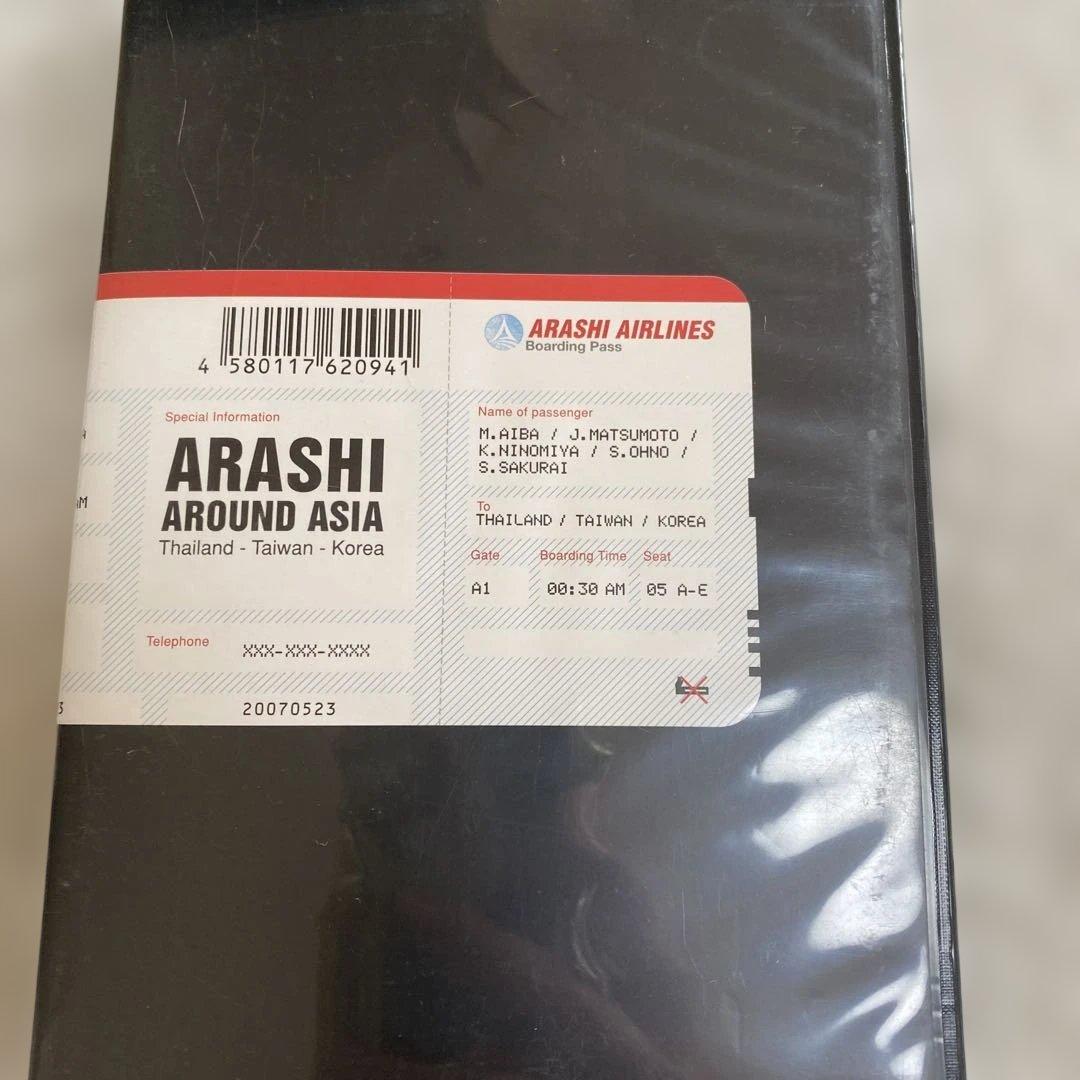 4 580117 620941
Special Information
ARASHI
AROUND ASIA
Thailand - Taiwan - Korea
Telephone
XXX-XXX-XXXX
20070523
ARASHI AIRLINES
Boarding Pass
Name of passenger
M.AIBA / J.MATSUMOTO /
K.NINOMIYA / S.OHNO /
S.SAKURAI
To
THAILAND / TAIWAN / KOREA
Gate Boarding Time Seat
A1 00:30 AM 05 A-E